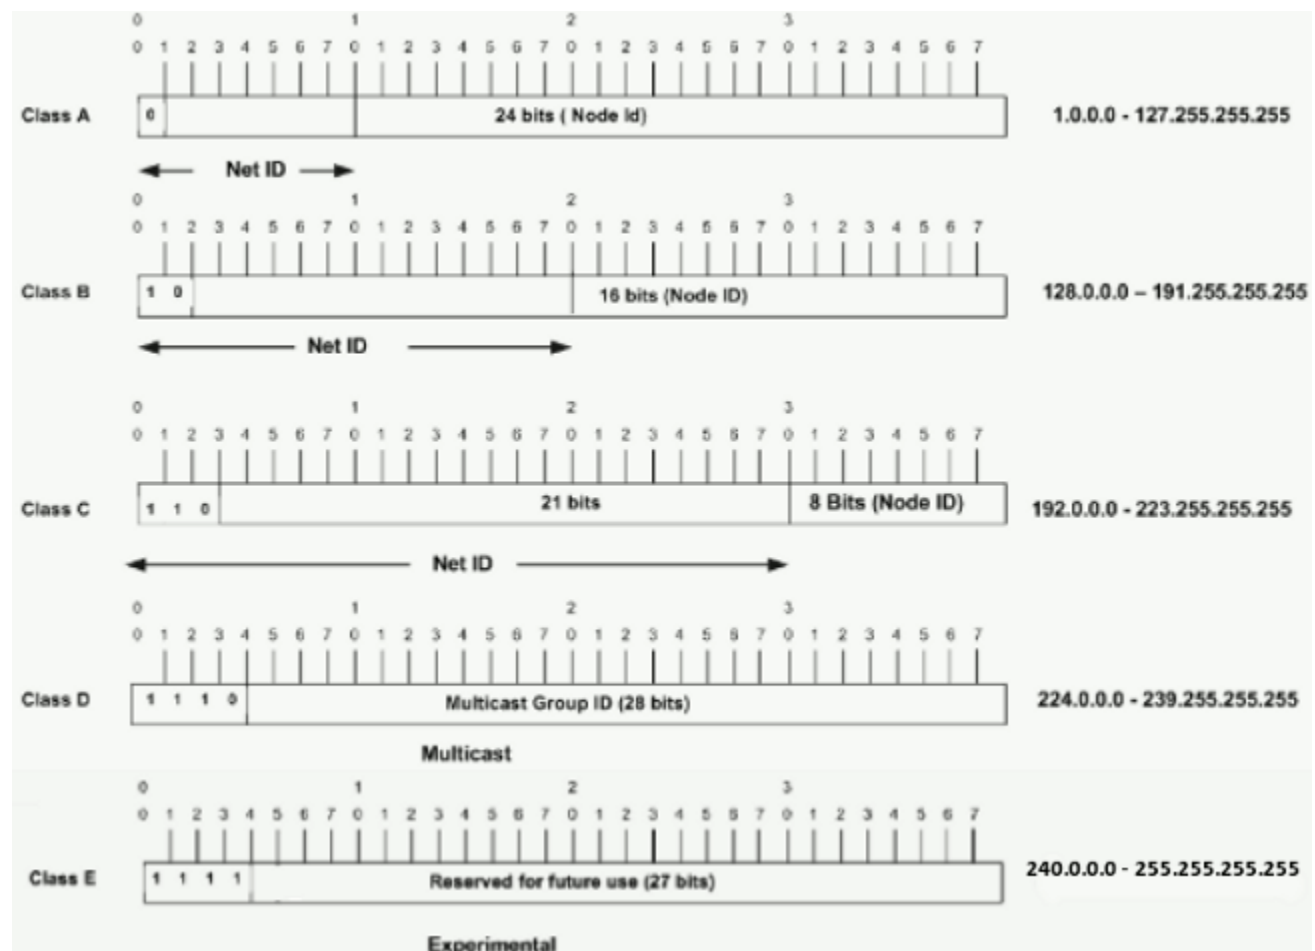 0 1 2 3
0 1 2 3 4 5 6 7 0 1 2 3 4 5 6 7 0 1 2 3 4 5 6 7 0 1 2 3 4 5 6 7
Class A 0 24 bits ( Node Id) 1.0.0.0 - 127.255.255.255
Net ID
0 1 2 3
0 1 2 3 4 5 6 7 0 1 2 3 4 5 6 7 0 1 2 3 4 5 6 7 0 1 2 3 4 5 6 7
Class B 1 0 16 bits (Node ID) 128.0.0.0 – 191.255.255.255
Net ID
0 1 2 3
0 1 2 3 4 5 6 7 0 1 2 3 4 5 6 7 0 1 2 3 4 5 6 7 0 1 2 3 4 5 6 7
Class C 1 1 0 21 bits 8 Bits (Node ID) 192.0.0.0 - 223.255.255.255
Net ID
0 1 2 3
0 1 2 3 4 5 6 7 0 1 2 3 4 5 6 7 0 1 2 3 4 5 6 7 0 1 2 3 4 5 6 7
Class D 1 1 1 0 Multicast Group ID (28 bits) 224.0.0.0 - 239.255.255.255
Multicast
0 1 2 3
0 1 2 3 4 5 6 7 0 1 2 3 4 5 6 7 0 1 2 3 4 5 6 7 0 1 2 3 4 5 6 7
Class E 1 1 1 1 Reserved for future use (27 bits) 240.0.0.0 - 255.255.255.255
Experimental